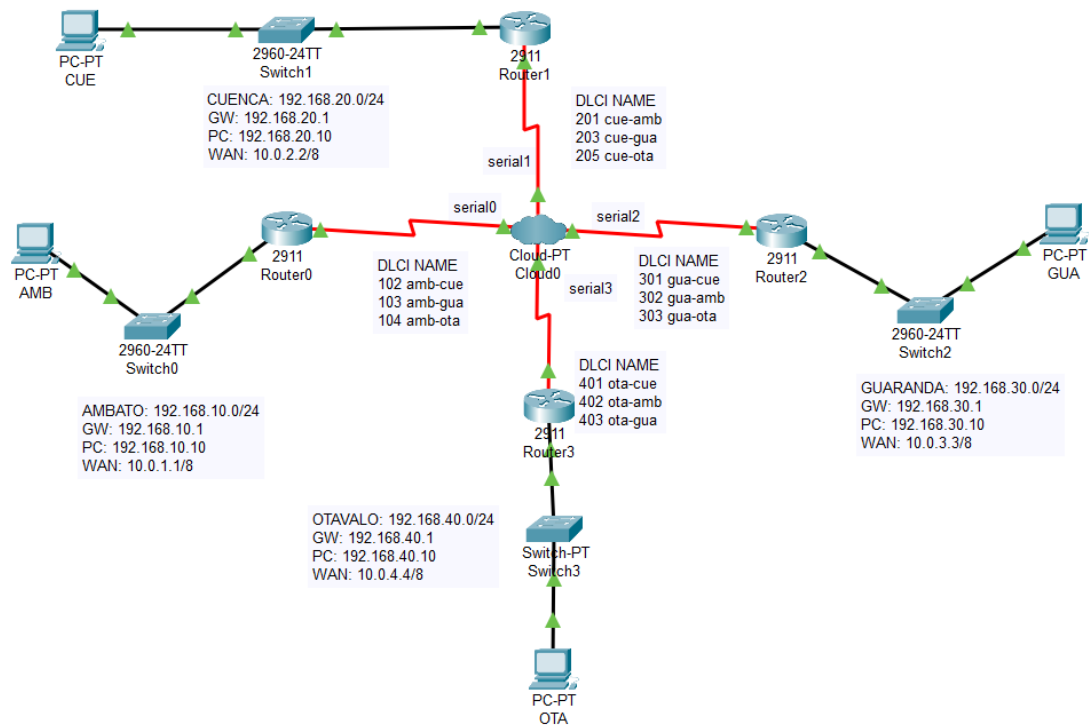 PC-PT
CUE
2960-24TT
Switch1
2911
Router1
CUENCA: 192.168.20.0/24
GW: 192.168.20.1
PC: 192.168.20.10
WAN: 10.0.2.2/8
DLCI NAME
201 cue-amb
203 cue-gua
205 cue-ota
serial1
serial0
serial2
PC-PT
AMB
2911
Router0
Cloud-PT
Cloud0
2911
Router2
PC-PT
GUA
DLCI NAME
102 amb-cue
103 amb-gua
104 amb-ota
serial3
DLCI NAME
301 gua-cue
302 gua-amb
303 gua-ota
2960-24TT
Switch0
2960-24TT
Switch2
DLCI NAME
401 ota-cue
402 ota-amb
403 ota-gua
2911
Router3
AMBATO: 192.168.10.0/24
GW: 192.168.10.1
PC: 192.168.10.10
WAN: 10.0.1.1/8
GUARANDA: 192.168.30.0/24
GW: 192.168.30.1
PC: 192.168.30.10
WAN: 10.0.3.3/8
OTAVALO: 192.168.40.0/24
GW: 192.168.40.1
PC: 192.168.40.10
WAN: 10.0.4.4/8
Switch-PT
Switch3
PC-PT
OTA